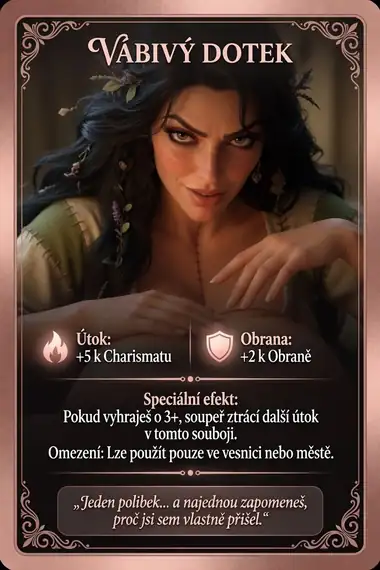 VÁBIVÝ DOTEK
Útok:
+5 k Charismatu
Obrana:
+2 k Obraně
Speciální efekt:
Pokud vyhraješ o 3+, soupeř ztrácí další útok
v tomto souboji.
Omezení: Lze použít pouze ve vesnici nebo městě.
„Jeden polibek... a najednou zapomeneš,
proč jsi sem vlastně přišel.“